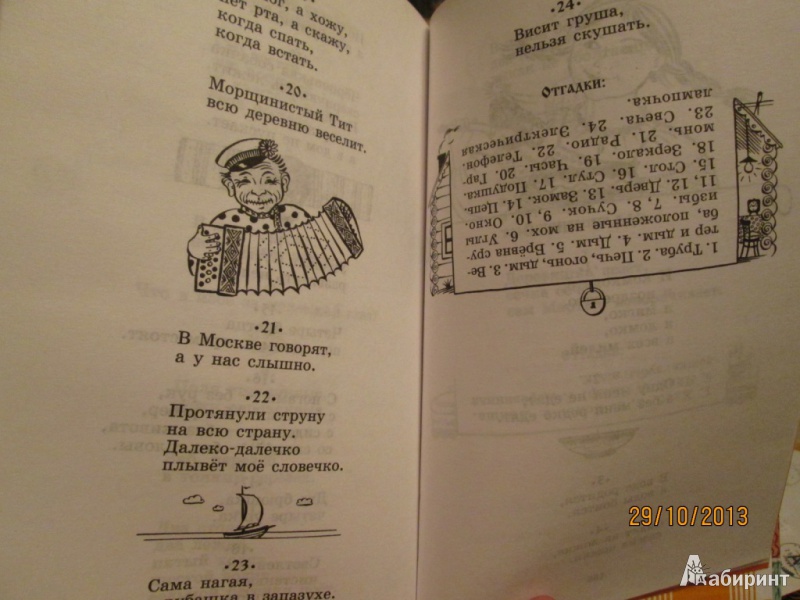 а хожу,
нет рта, а скажу,
когда спать,
когда встать.
·20·
Морщинистый Тит
всю деревню веселит.
·21·
В Москве говорят,
а у нас слышно.
·22·
Протянули струну
на всю страну.
Далеко-далечко
плывёт моё словечко.
·23·
Сама нагая,
рубашка в запазухе.
·24·
Висит груша,
нельзя скушать.
ОТГАДКИ:
1. Труба. 2. Печь, огонь, дым. 3. Ве-
тер и дым. 4. Дым. 5. Брёвна сру-
ба, положенные на мох. 6. Углы
избы. 7, 8. Сучок. 9, 10. Окно.
11, 12. Дверь. 13. Замок. 14. Цепь.
15. Стол. 16. Стул. 17. Подушка.
18. Зеркало. 19. Часы. 20. Гар-
монь. 21. Радио. 22. Телефон.
23. Свеча. 24. Электрическая
лампочка.
29/10/2013
Лабиринт